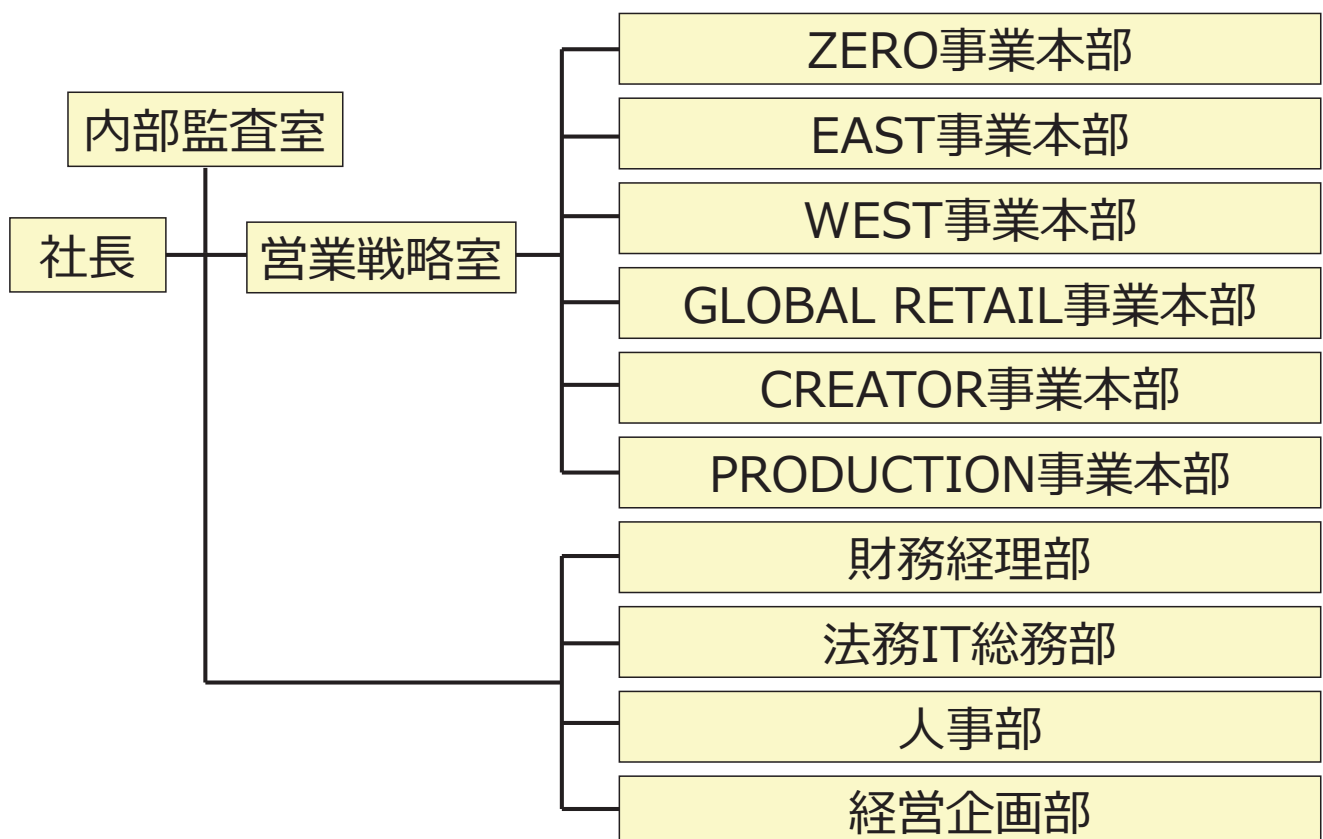 内部監査室
社長
営業戦略室
ZERO事業本部
EAST事業本部
WEST事業本部
GLOBAL RETAIL事業本部
CREATOR事業本部
PRODUCTION事業本部
財務経理部
法務IT総務部
人事部
経営企画部